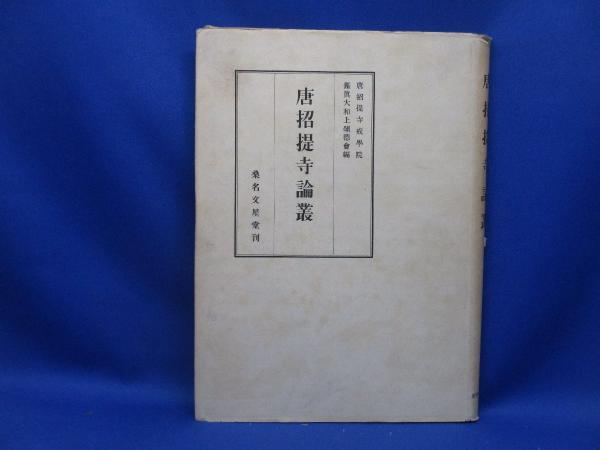 唐招提寺戒學院
鑑眞大和上頌德會編
唐招提寺論叢
桑名文星堂刊
唐招提寺論叢